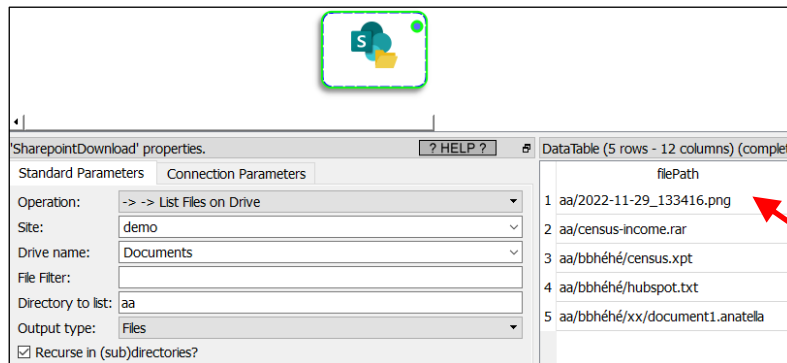 S
'SharepointDownload' properties.
? HELP ?
Standard Parameters
Connection Parameters
Operation: -> -> List Files on Drive
Site: demo
Drive name: Documents
File Filter:
Directory to list: aa
Output type: Files
Recurse in (sub)directories?
DataTable (5 rows - 12 columns) (complet
filePath
1 aa/2022-11-29_133416.png
2 aa/census-income.rar
3 aa/bbhéhé/census.xpt
4 aa/bbhéhé/hubspot.txt
5 aa/bbhéhé/xx/document1.anatella